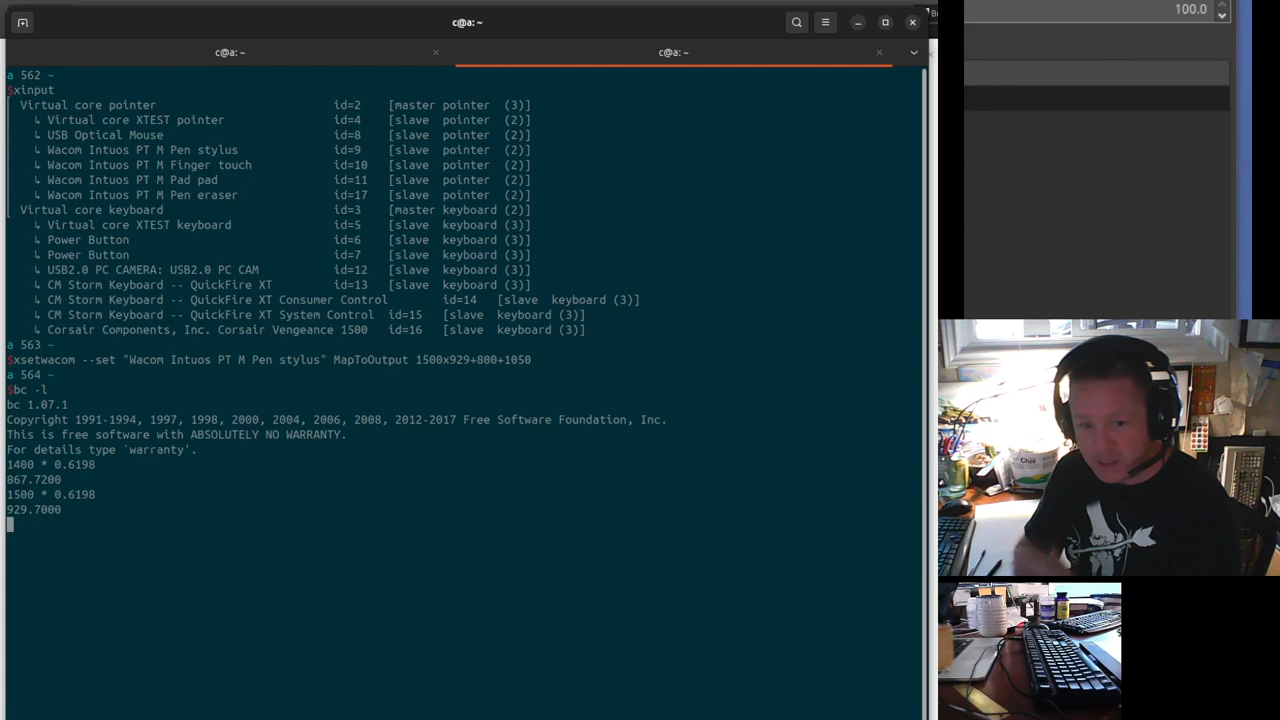 c@a: ~
c@a: ~
c@a: ~
100.0
a 562 ~
$xinput
Virtual core pointer id=2 [master pointer (3)]
↳ Virtual core XTEST pointer id=4 [slave pointer (2)]
↳ USB Optical Mouse id=8 [slave pointer (2)]
↳ Wacom Intuos PT M Pen stylus id=9 [slave pointer (2)]
↳ Wacom Intuos PT M Finger touch id=10 [slave pointer (2)]
↳ Wacom Intuos PT M Pad pad id=11 [slave pointer (2)]
↳ Wacom Intuos PT M Pen eraser id=17 [slave pointer (2)]
Virtual core keyboard id=3 [master keyboard (2)]
↳ Virtual core XTEST keyboard id=5 [slave keyboard (3)]
↳ Power Button id=6 [slave keyboard (3)]
↳ Power Button id=7 [slave keyboard (3)]
↳ USB2.0 PC CAMERA: USB2.0 PC CAM id=12 [slave keyboard (3)]
↳ CM Storm Keyboard -- QuickFire XT id=13 [slave keyboard (3)]
↳ CM Storm Keyboard -- QuickFire XT Consumer Control id=14 [slave keyboard (3)]
↳ CM Storm Keyboard -- QuickFire XT System Control id=15 [slave keyboard (3)]
↳ Corsair Components, Inc. Corsair Vengeance 1500 id=16 [slave keyboard (3)]
a 563 ~
$xsetwacom --set "Wacom Intuos PT M Pen stylus" MapToOutput 1500x929+800+1050
a 564 ~
$bc -l
bc 1.07.1
Copyright 1991-1994, 1997, 1998, 2000, 2004, 2006, 2008, 2012-2017 Free Software Foundation, Inc.
This is free software with ABSOLUTELY NO WARRANTY.
For details type `warranty'.
1400 * 0.6198
867.7200
1500 * 0.6198
929.7000